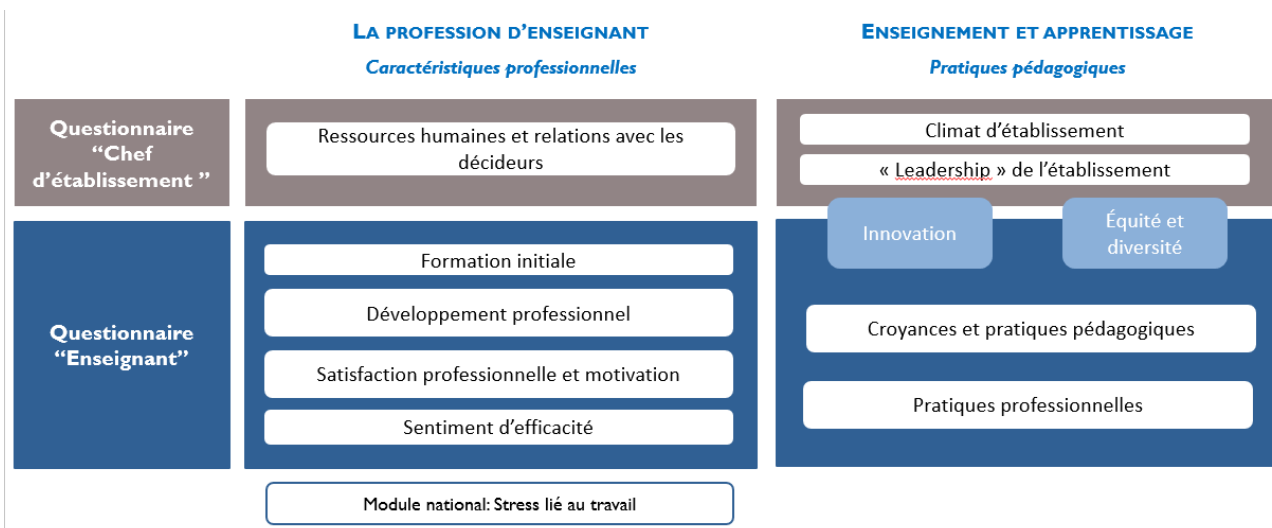 LA PROFESSION D’ENSEIGNANT
Caractéristiques professionnelles
ENSEIGNEMENT ET APPRENTISSAGE
Pratiques pédagogiques
Questionnaire
“Chef
d’établissement ”
Ressources humaines et relations avec les
décideurs
Climat d’établissement
« Leadership » de l’établissement
Innovation
Équité et
diversité
Questionnaire
“Enseignant”
Formation initiale
Développement professionnel
Satisfaction professionnelle et motivation
Sentiment d’efficacité
Croyances et pratiques pédagogiques
Pratiques professionnelles
Module national: Stress lié au travail